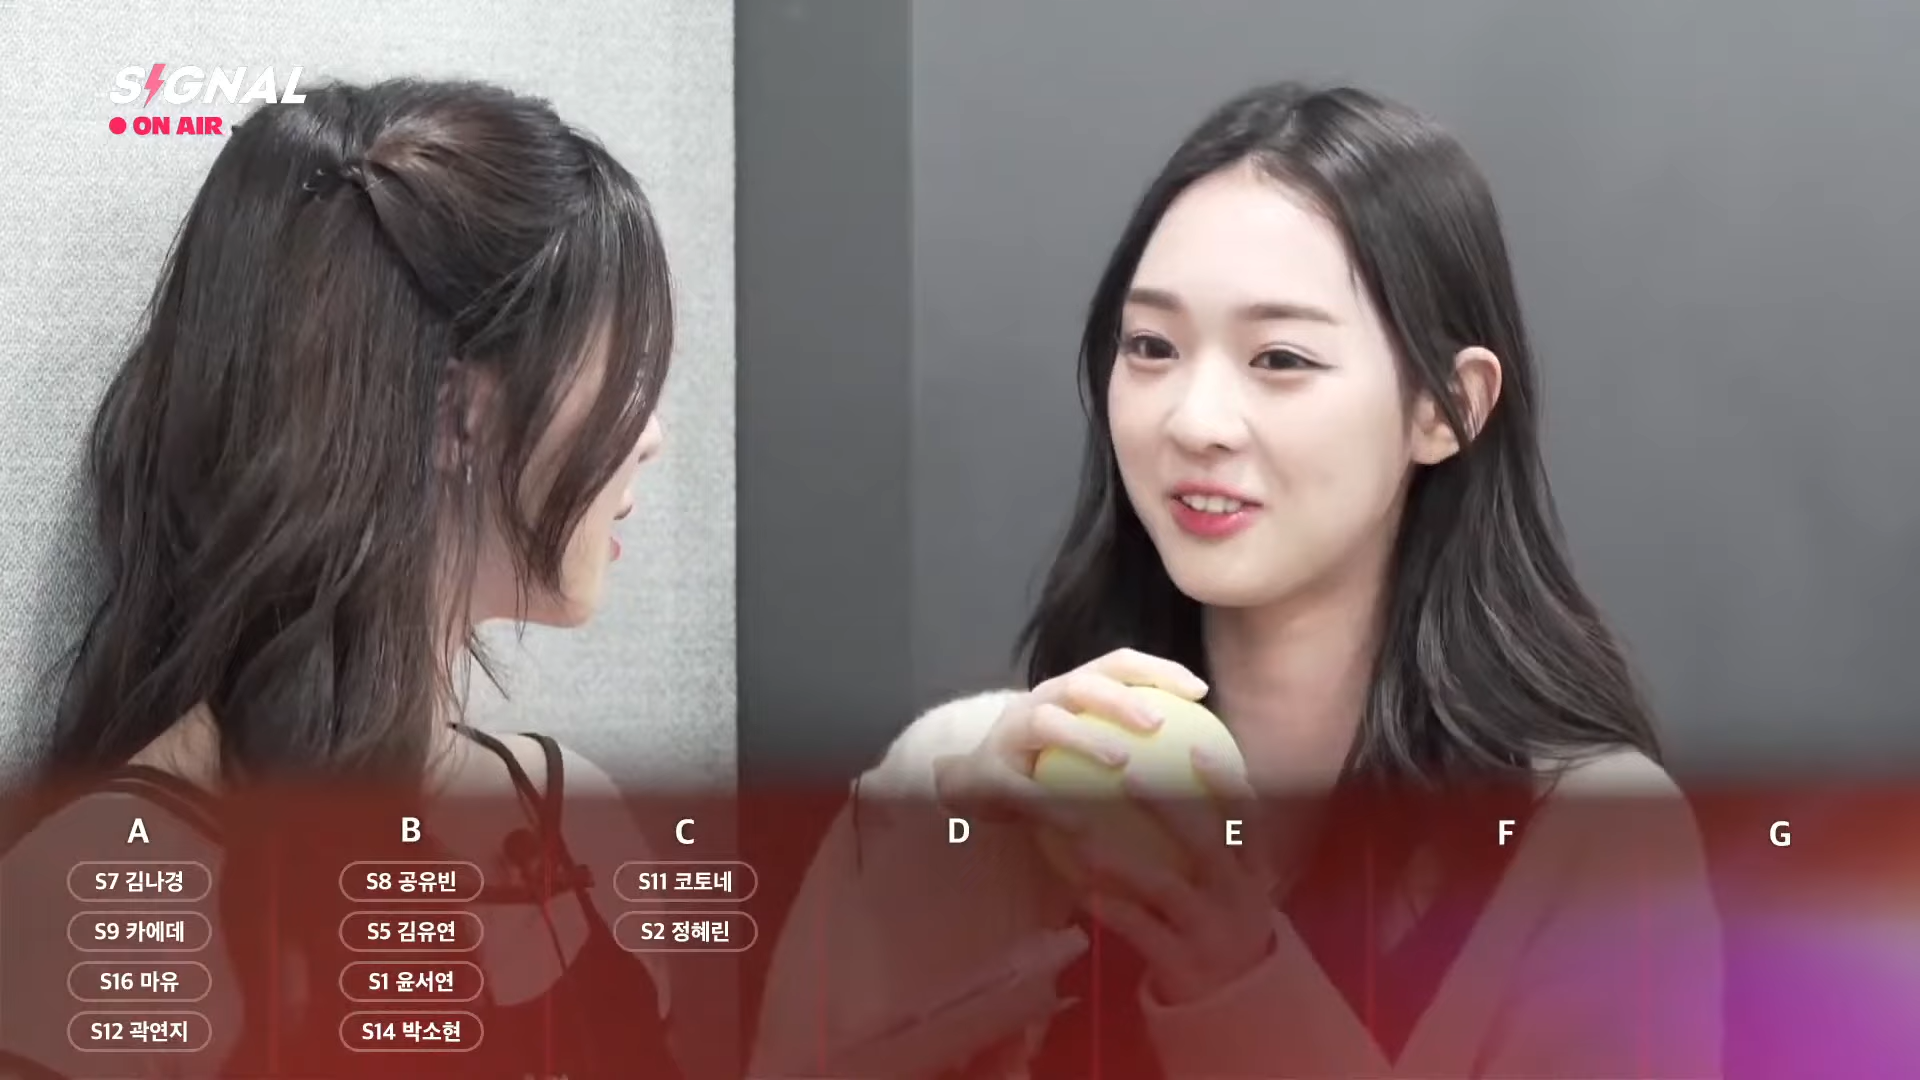 SIGNAL
ON AIR
A
S7 김나경
S9 카에데
S16 마유
S12 곽연지
B
S8 공유빈
S5 김유연
S1 윤서연
S14 박소현
C
S11 코토네
S2 정혜린
D
E
F
G